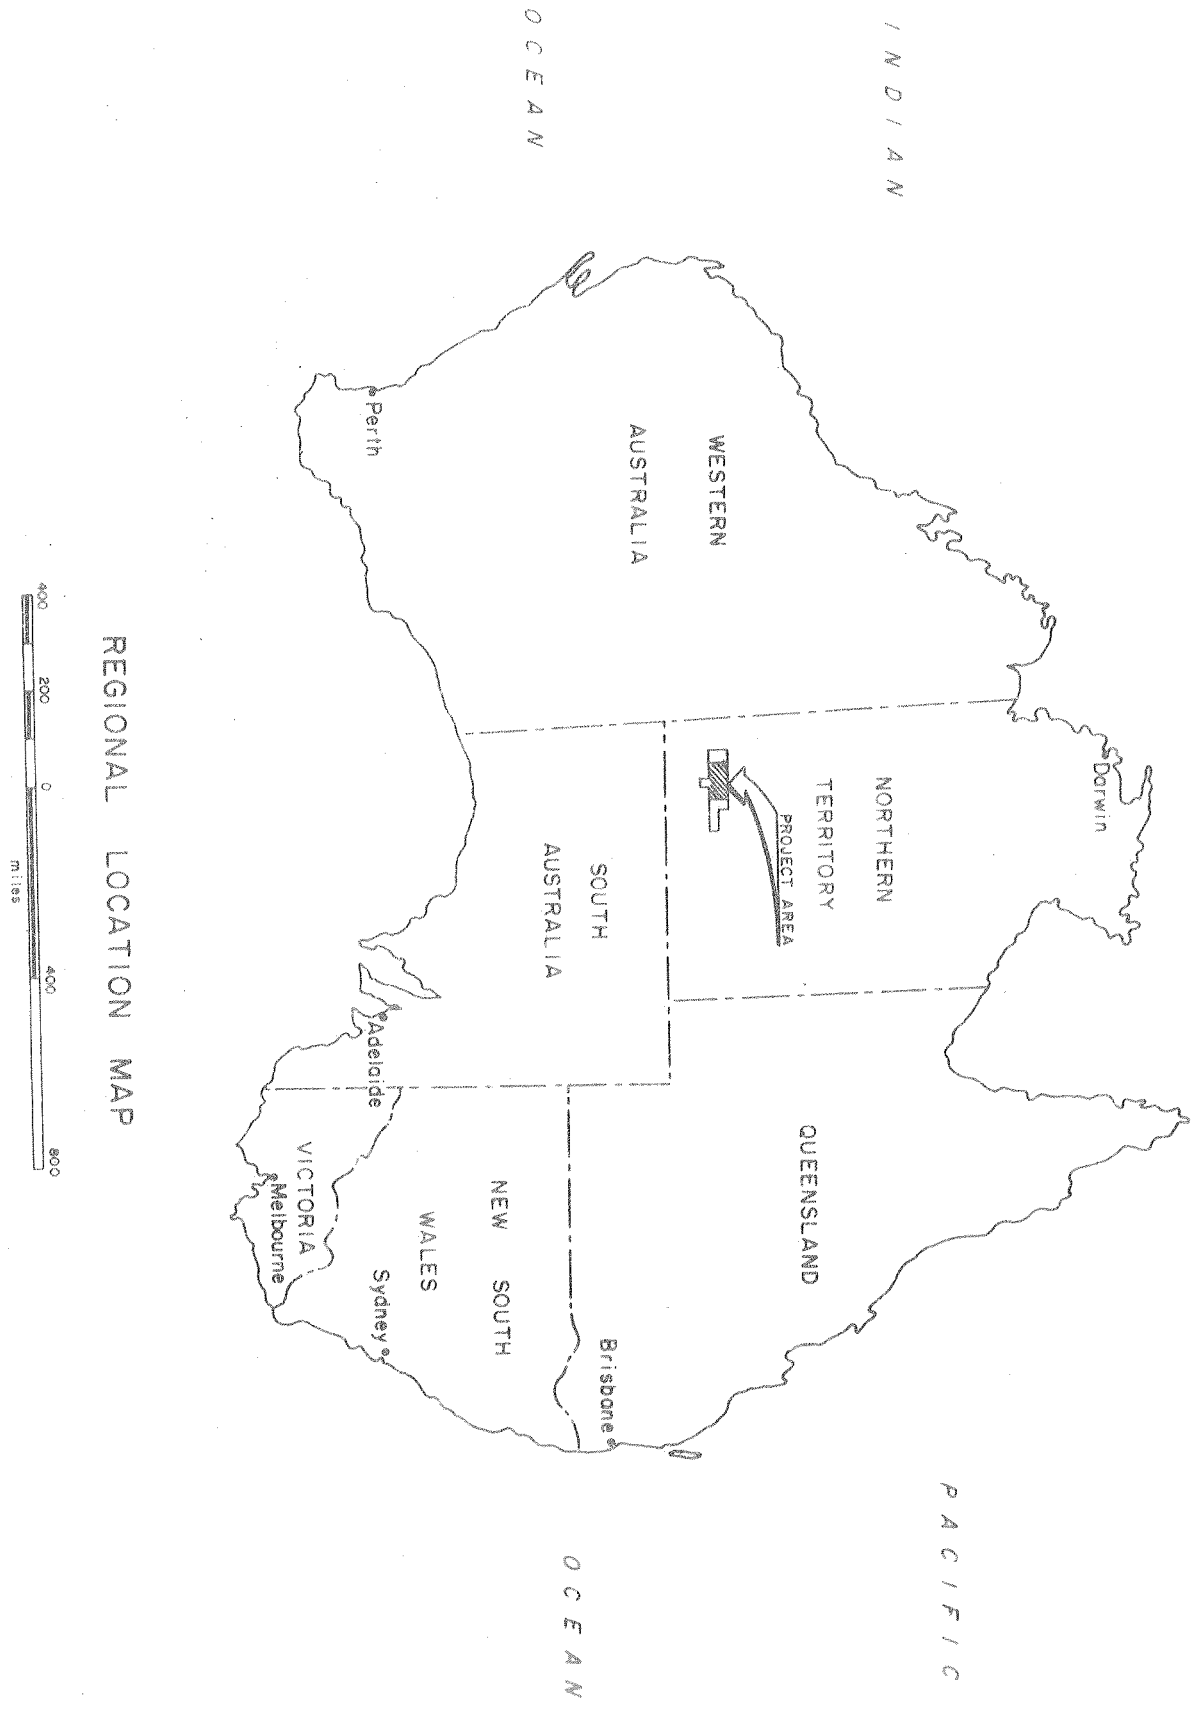 INDIAN
OCEAN
Darwin
NORTHERN
TERRITORY
PROJECT AREA
WESTERN
AUSTRALIA
QUEENSLAND
SOUTH
AUSTRALIA
Brisbane
NEW SOUTH
WALES
Perth
Adelaide
Sydney
VICTORIA
Melbourne
PACIFIC
OCEAN
REGIONAL LOCATION MAP
400 200 0 400 800
miles